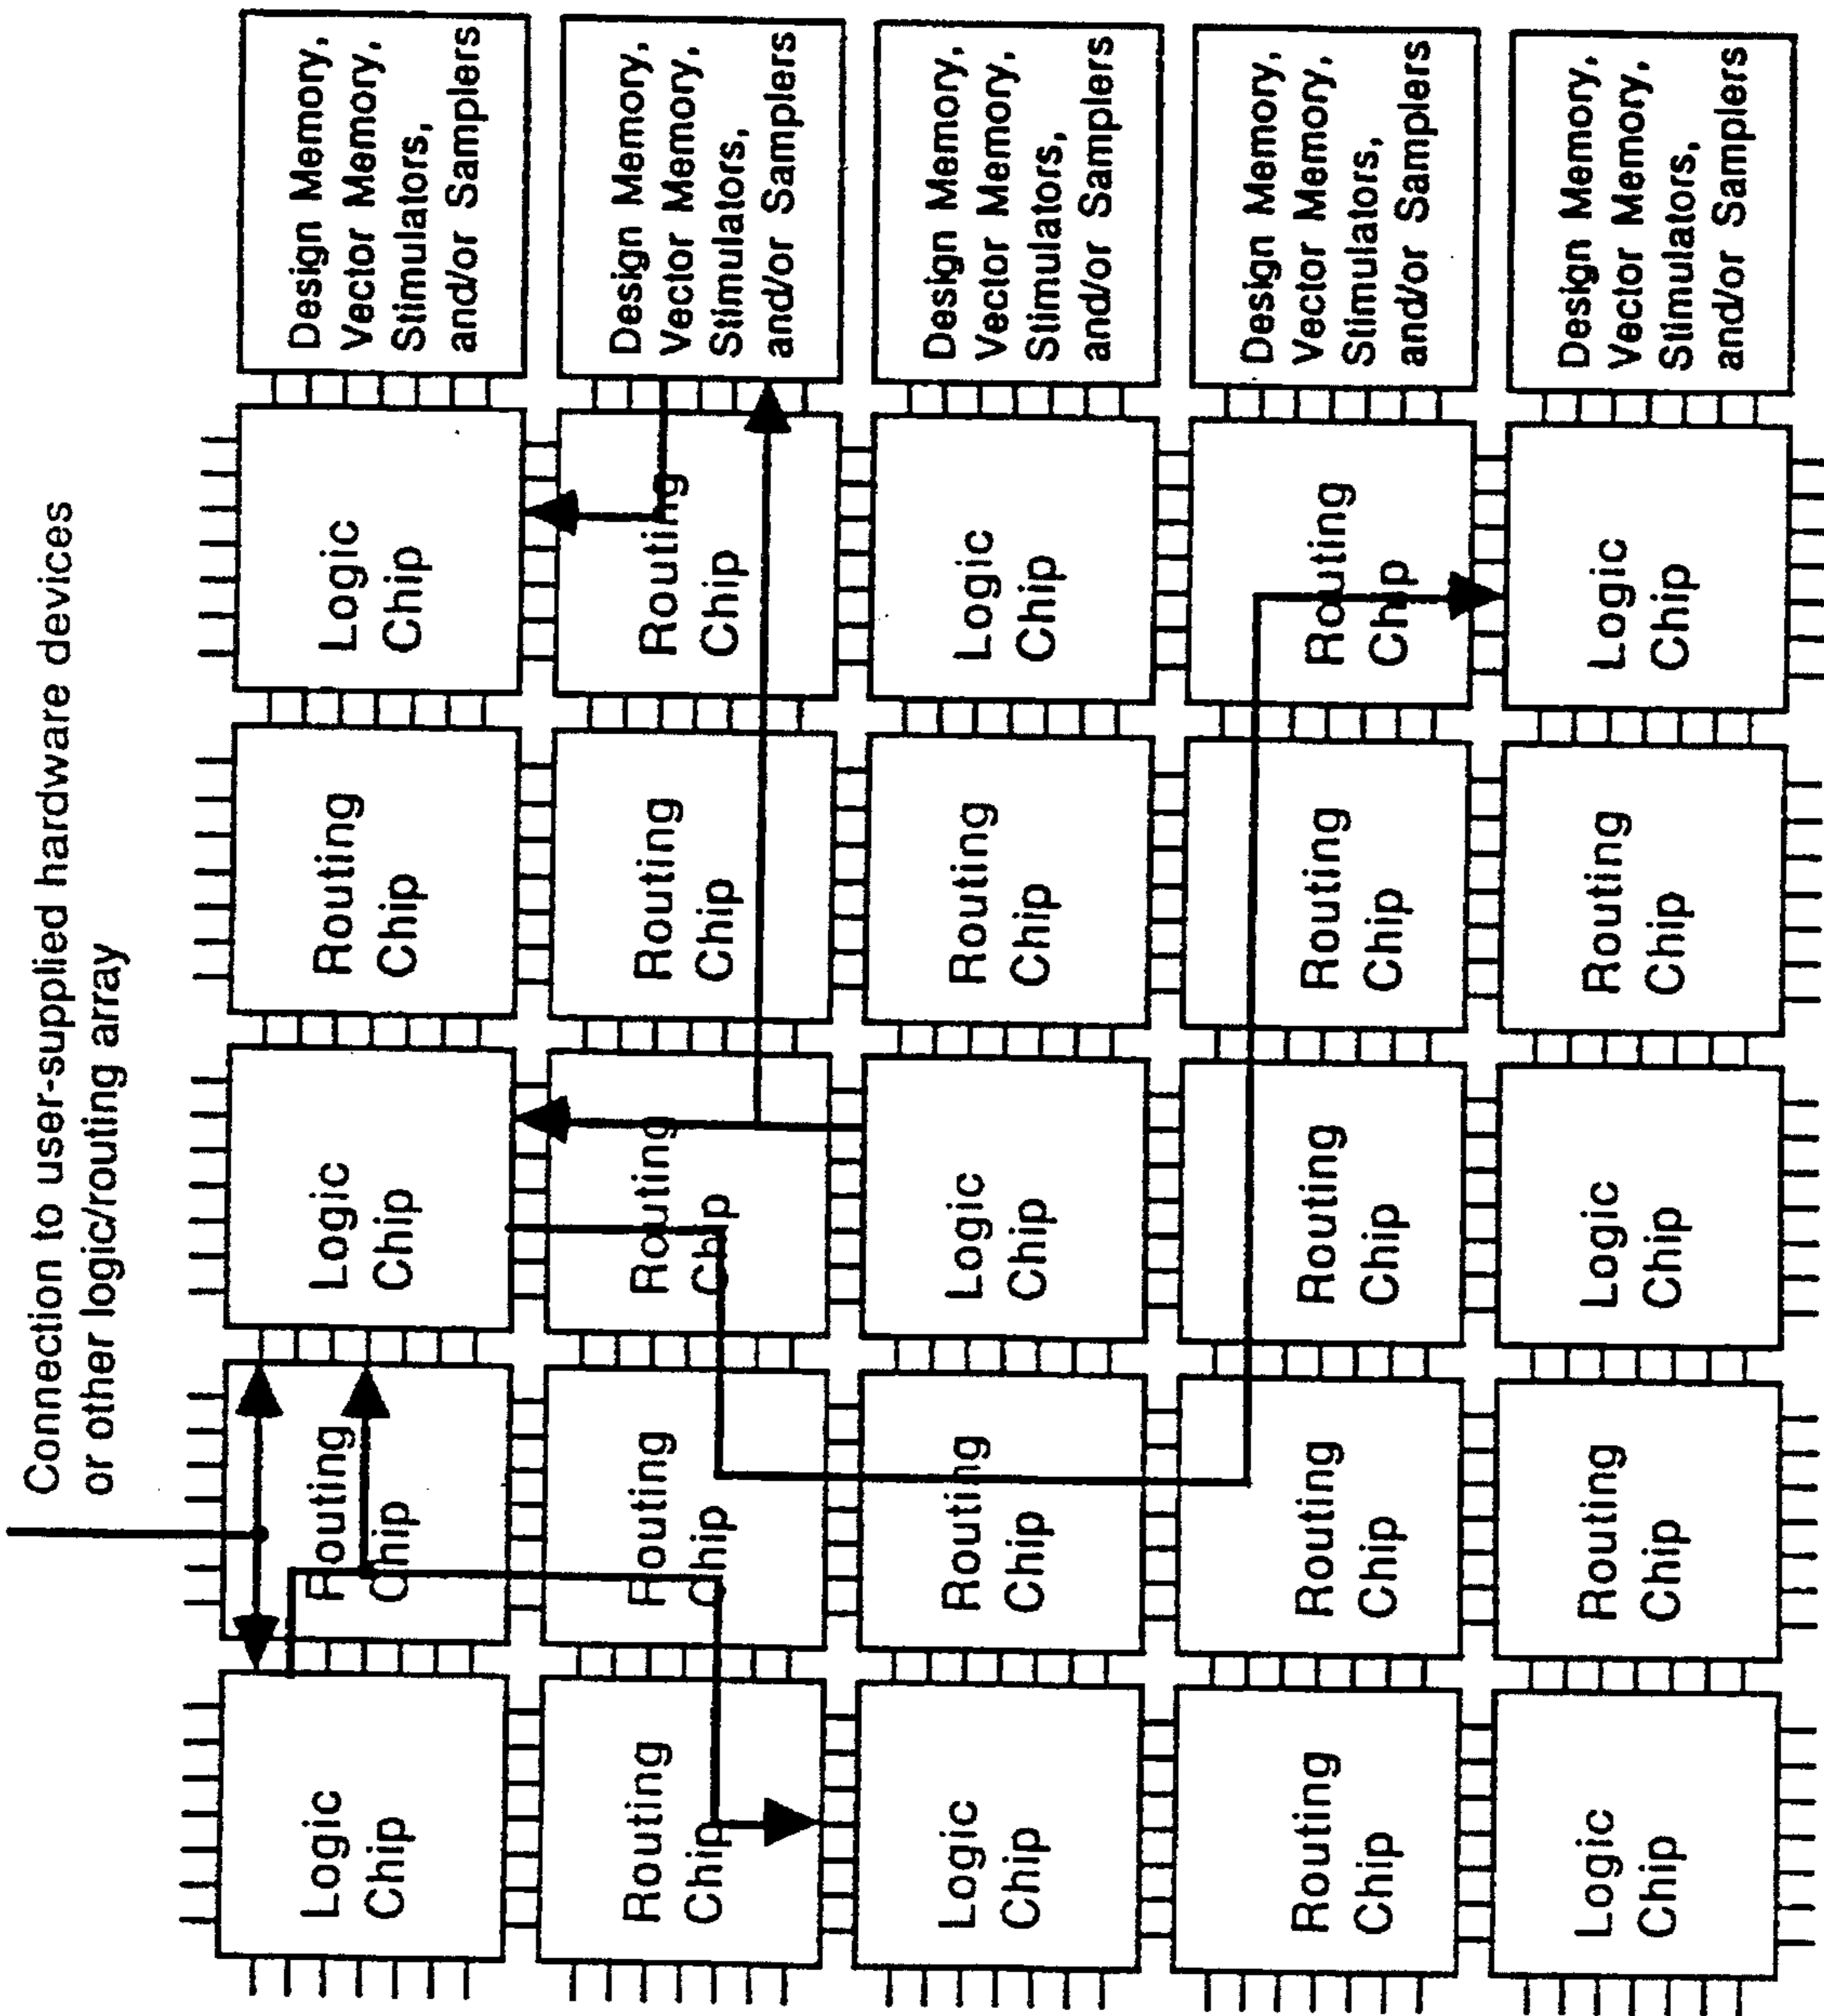 Connection to user-supplied hardware devices
or other logic/routing array
Logic
Chip
Routing
Chip
Logic
Chip
Routing
Chip
Logic
Chip
Design Memory,
Vector Memory,
Stimulators,
and/or Samplers
Routing
Chip
Routing
Chip
Routing
Chip
Routing
Chip
Routing
Chip
Design Memory,
Vector Memory,
Stimulators,
and/or Samplers
Logic
Chip
Routing
Chip
Logic
Chip
Routing
Chip
Logic
Chip
Design Memory,
Vector Memory,
Stimulators,
and/or Samplers
Routing
Chip
Routing
Chip
Routing
Chip
Routing
Chip
Routing
Chip
Design Memory,
Vector Memory,
Stimulators,
and/or Samplers
Logic
Chip
Routing
Chip
Logic
Chip
Routing
Chip
Logic
Chip
Design Memory,
Vector Memory,
Stimulators,
and/or Samplers